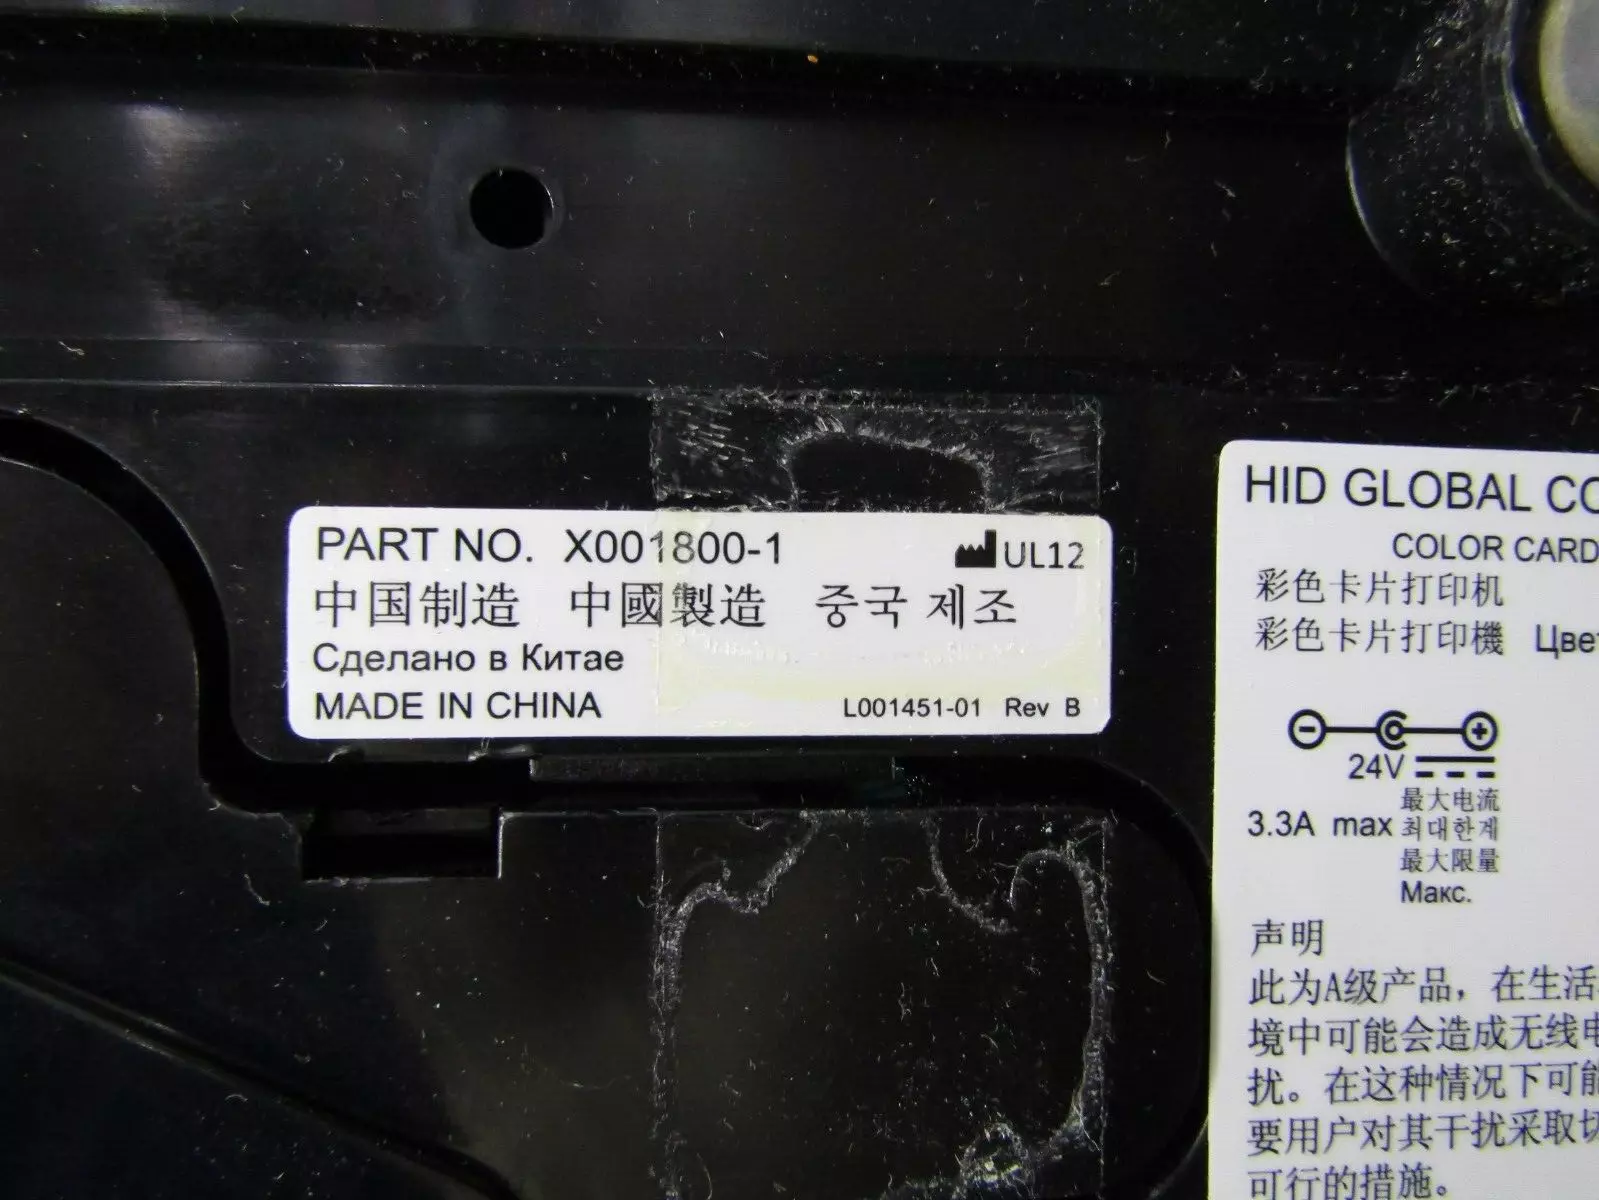 PART NO. X001800-1
UL12
中国制造 中國製造 중국 제조
Сделано в Китае
MADE IN CHINA
L001451-01 Rev B
HID GLOBAL
COLOR CARD
彩色卡片打印机
彩色卡片打印機
24V
3.3A max
最大电流
최대한계
最大限量
Макс.
声明
此为A级产品，在生活
境中可能会造成无线电
扰。在这种情况下可能
要用户对其干扰采取切
可行的措施。